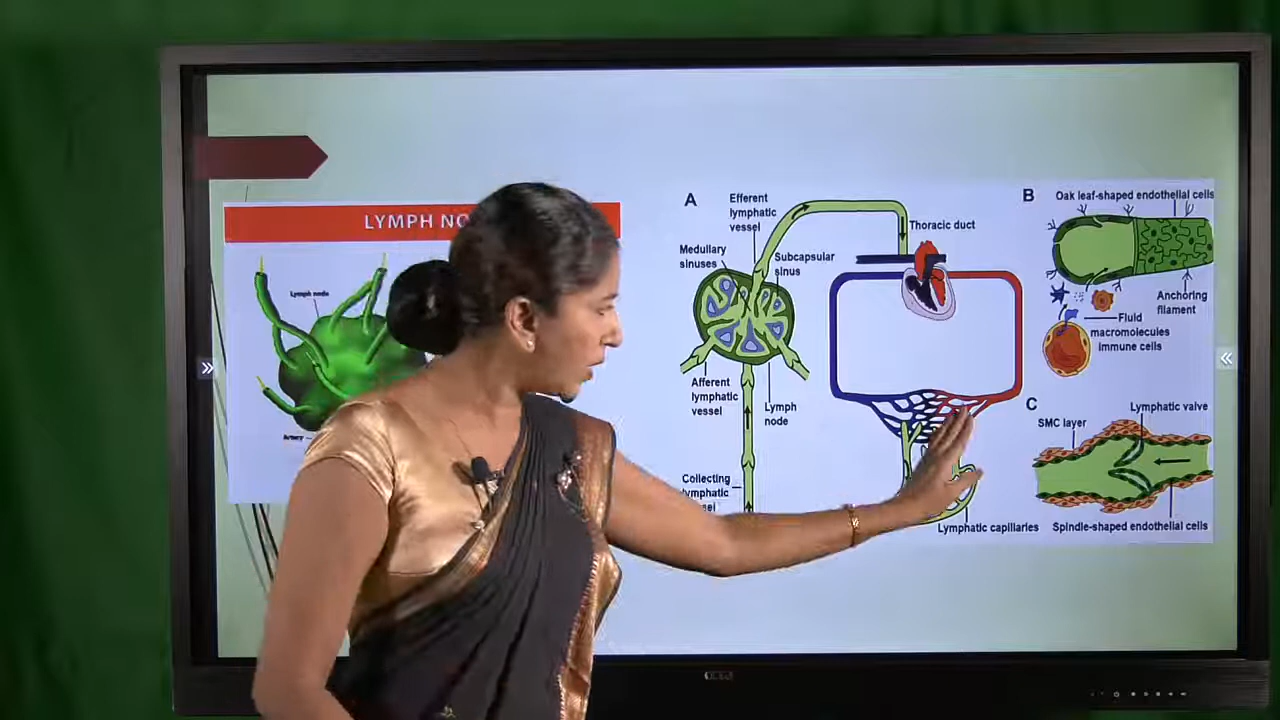 LYMPH
Lymph node
Artery
A
Efferent
lymphatic
vessel
Medullary
sinuses
Subcapsular
sinus
Thoracic duct
Afferent
lymphatic
vessel
Lymph
node
Collecting
lymphatic
Lymphatic capillaries
B
Oak leaf-shaped endothelial cells
Anchoring
filament
Fluid
macromolecules
immune cells
C
Lymphatic valve
SMC layer
Spindle-shaped endothelial cells